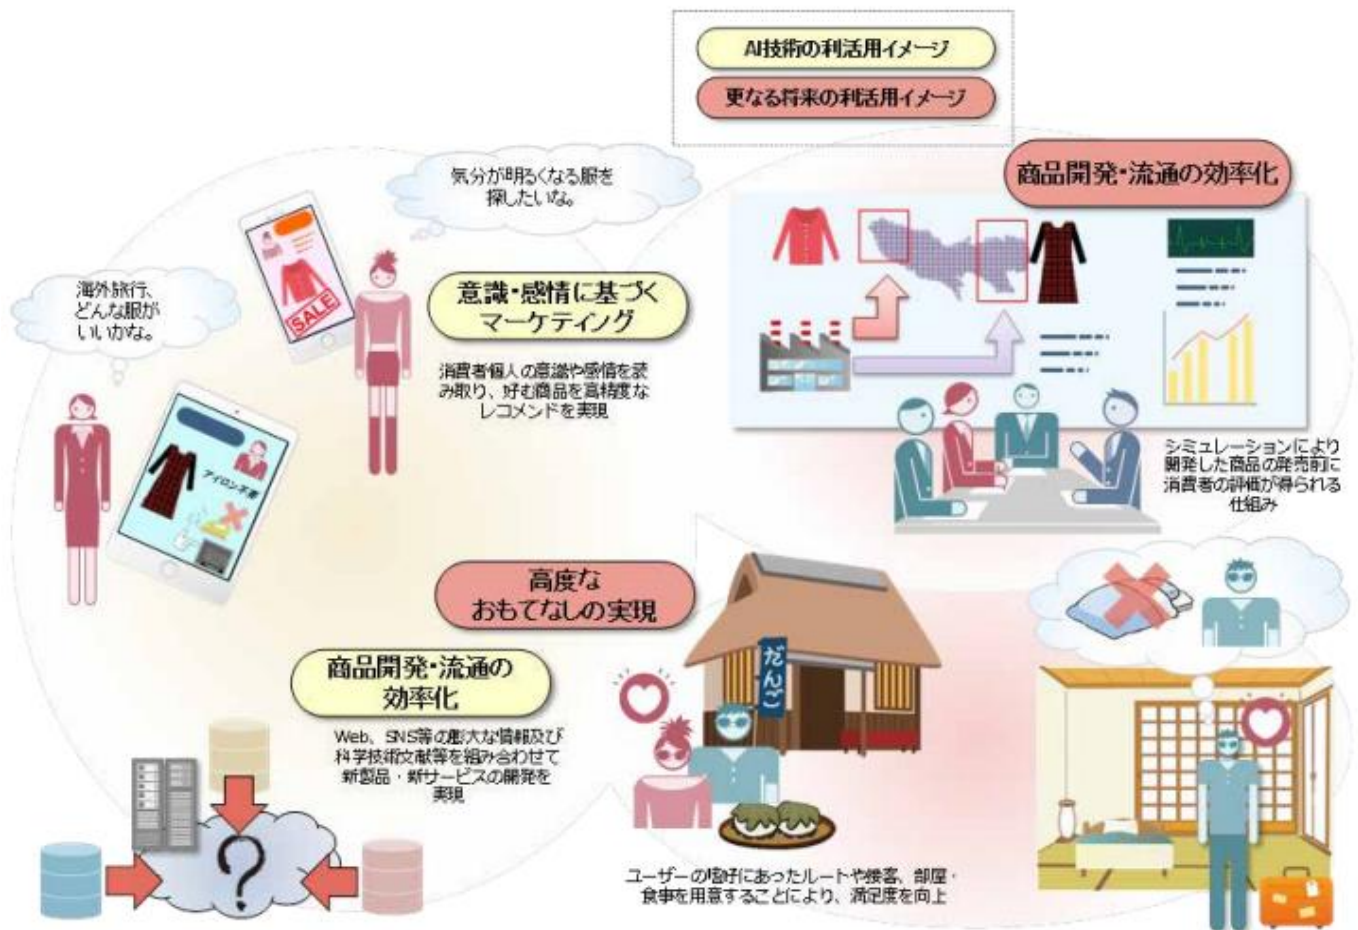 AI技術の利活用イメージ
更なる将来の利活用イメージ
気分が明るくなる服を
探したいな。
海外旅行、
どんな服が
いいかな。
SALE
意識・感情に基づく
マーケティング
消費者個人の意識や感情を読
み取り、好む商品を高精度な
レコメンドを実現
アイロン不要
商品開発・流通の効率化
シミュレーションにより
開発した商品の発売前に
消費者の評価が得られる
仕組み
高度な
おもてなしの実現
だんご
商品開発・流通の
効率化
Web、SNS等の膨大な情報及び
科学技術文献等を組み合わせて
新製品・新サービスの開発を
実現
?
ユーザーの嗜好にあったルートや接客、部屋・
食事を用意することにより、満足度を向上